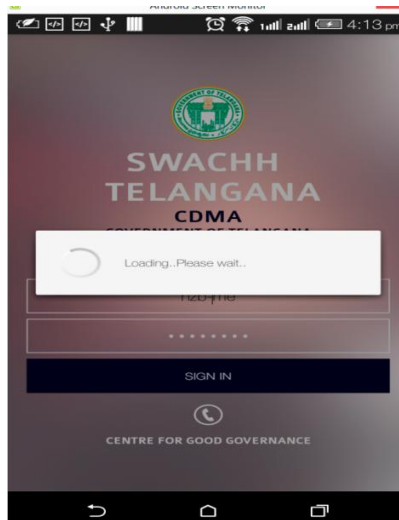 Android Screen Monitor
4:13 pm
SWACHH
TELANGANA
CDMA
GOVERNMENT OF TELANGANA
Loading..Please wait..
SIGN IN
CENTRE FOR GOOD GOVERNANCE